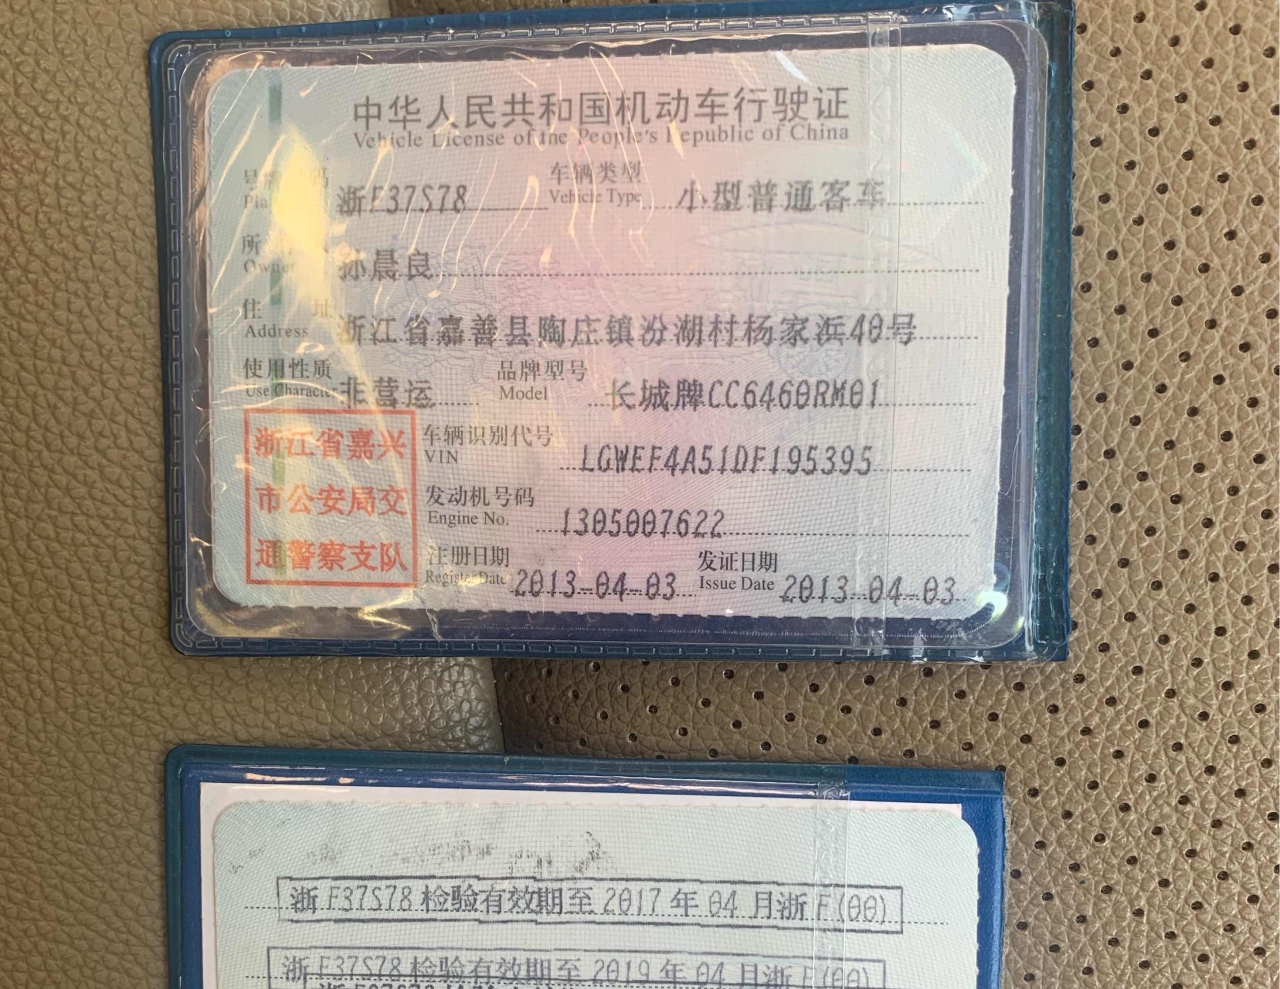 中华人民共和国机动车行驶证
Vehicle License of the People's Republic of China
浙F37S78 车辆类型 Vehicle Type 小型普通客车
所 Owner 孙晨良
住 址 Address 浙江省嘉善县陶庄镇汾湖村杨家浜40号
使用性质 Use Character 非营运 品牌型号 Model 长城牌CC6460RM01
浙江省嘉兴
市公安局交
通警察支队
车辆识别代号 VIN LGWEF4A51DF195395
发动机号码 Engine No. 1305007622
注册日期 Register Date 2013-04-03 发证日期 Issue Date 2013-04-03
浙F37S78检验有效期至2017年04月浙F(00)
浙F37S78检验有效期至2019年04月浙F(00)